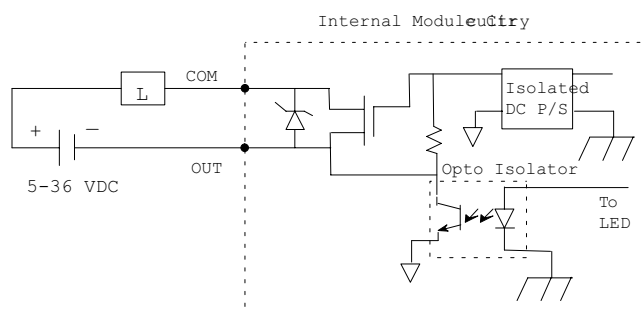 Internal Module
COM
L
Isolated
DC P/S
+ −
OUT
Opto Isolator
5-36 VDC
To
LED